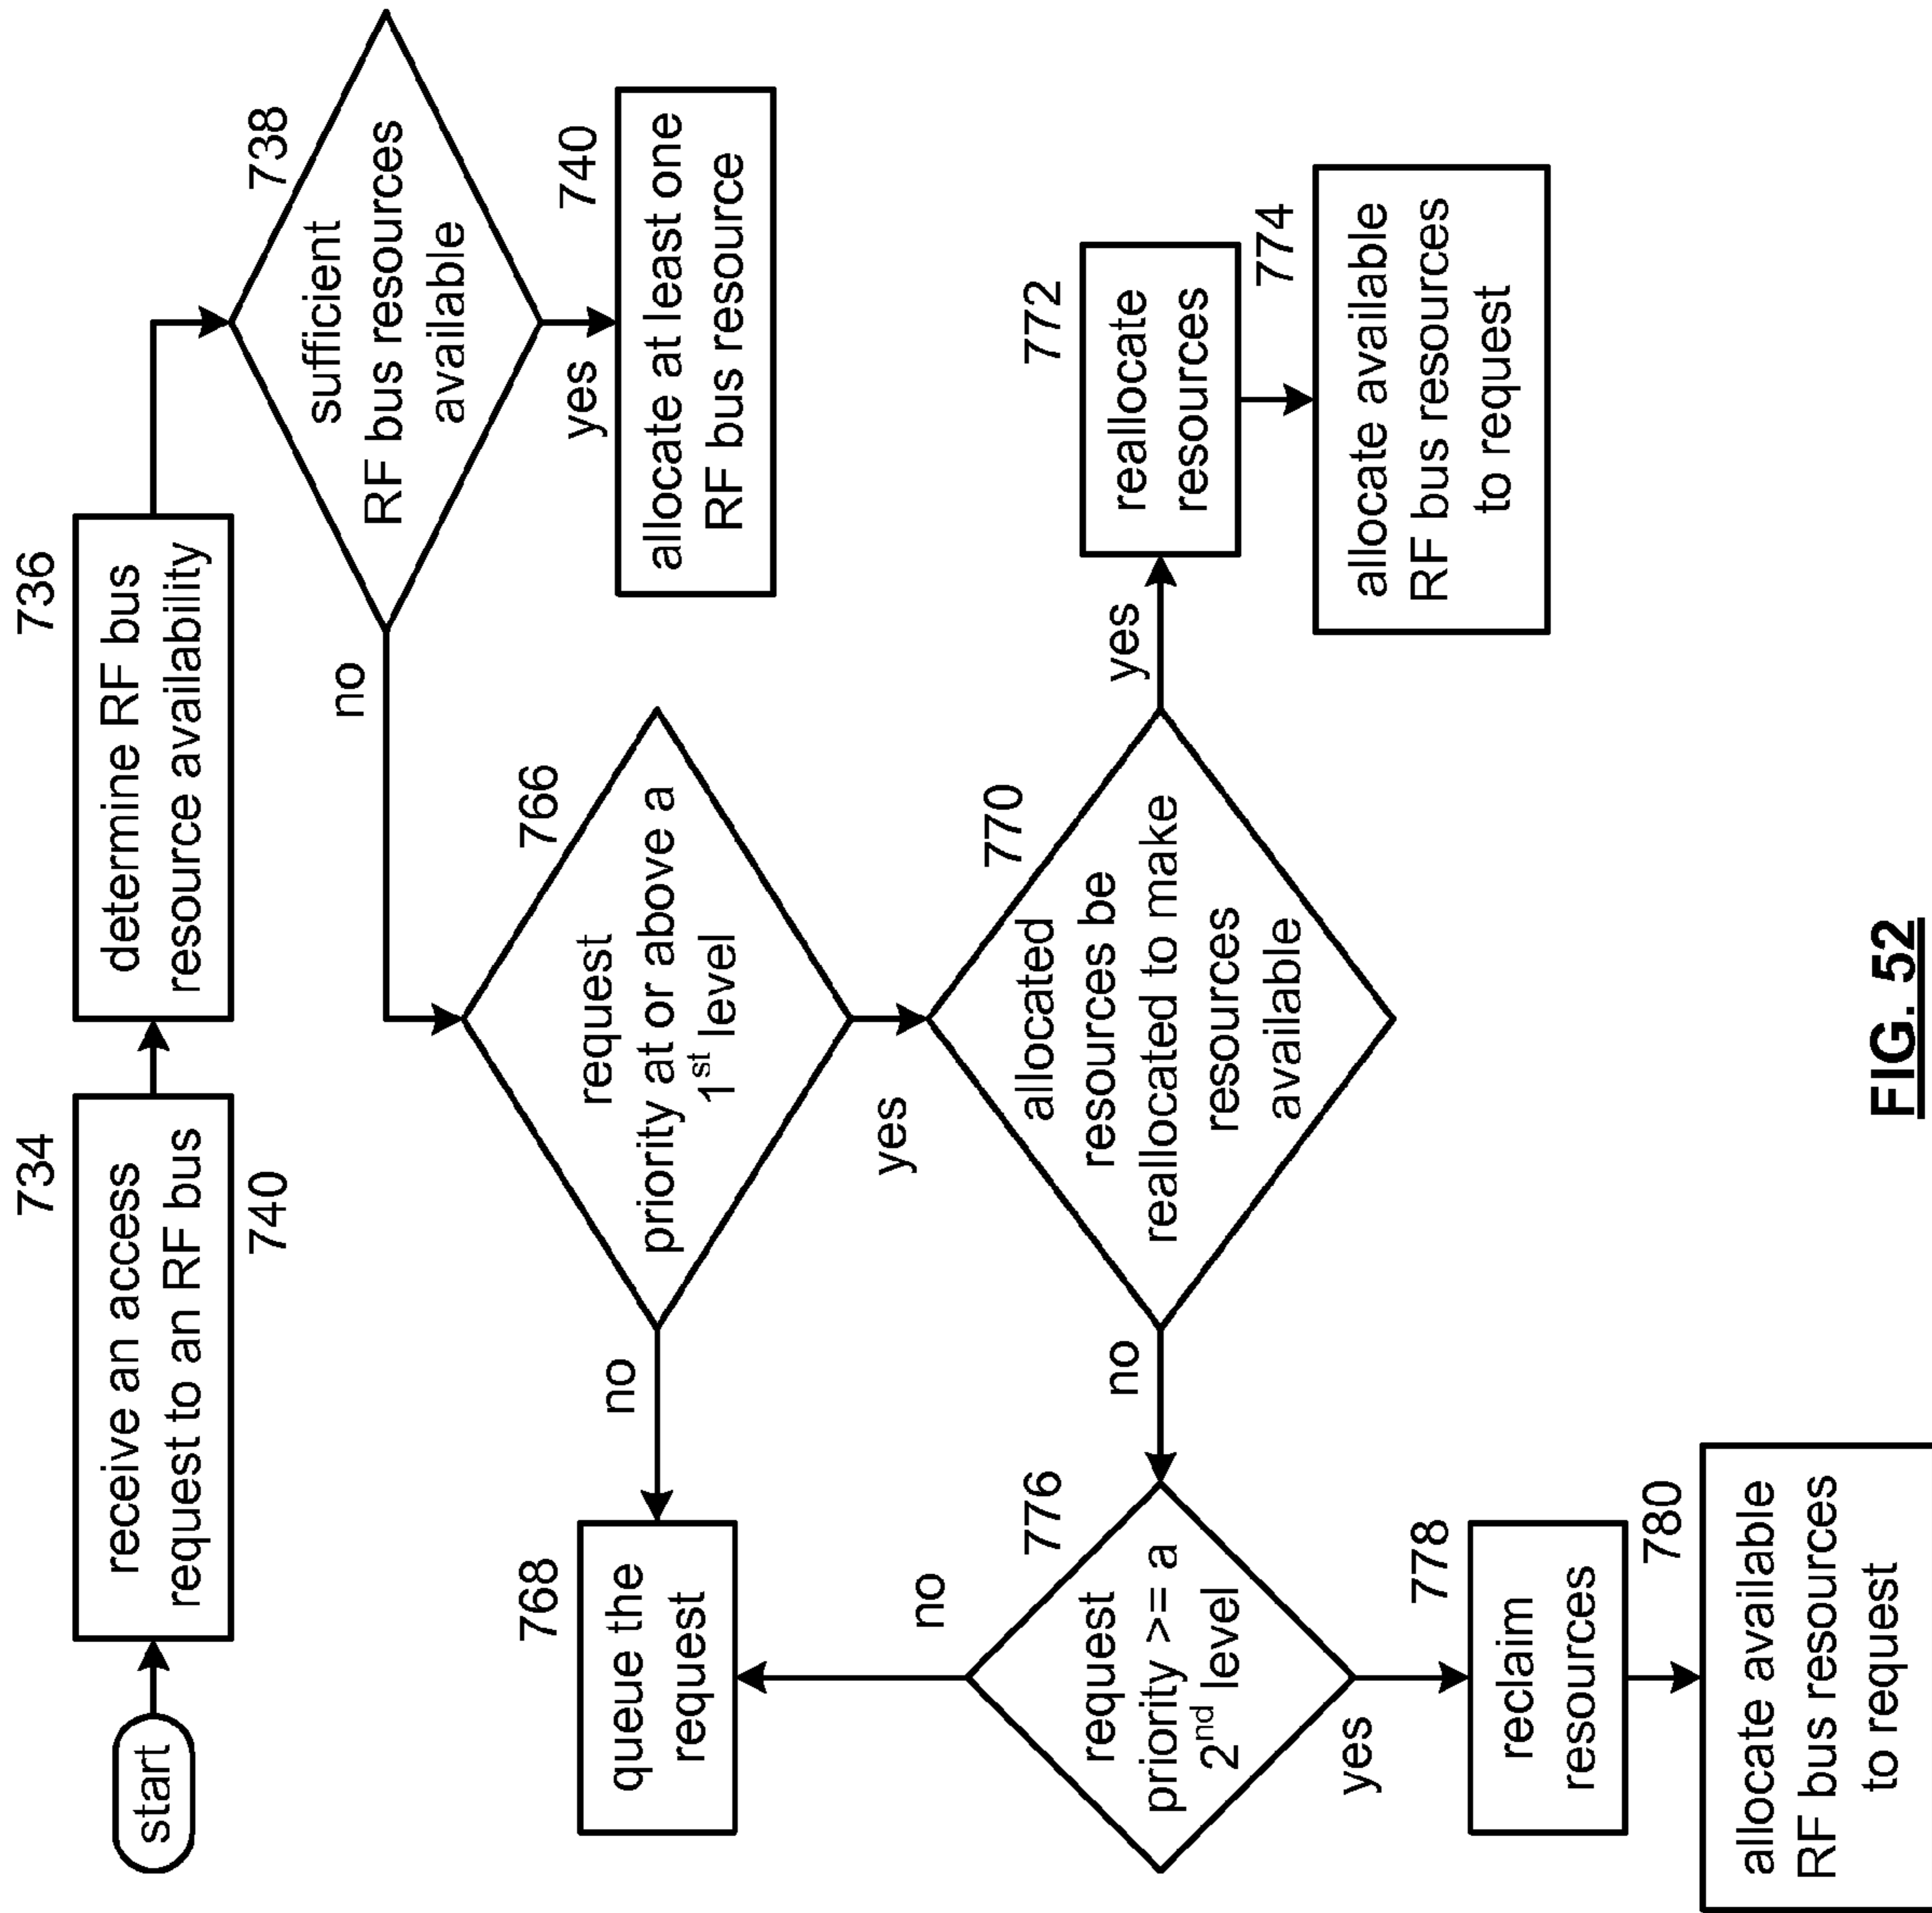 start
734
receive an access
request to an RF bus
740
736
determine RF bus
resource availability
738
sufficient
RF bus resources
available
no
yes
740
allocate at least one
RF bus resource
766
request
priority at or above a
1st level
no
yes
768
queue the
request
770
allocated
resources be
reallocated to make
resources
available
no
yes
772
reallocate
resources
774
allocate available
RF bus resources
to request
776
request
priority >= a
2nd level
no
yes
778
reclaim
resources
780
allocate available
RF bus resources
to request
FIG. 52